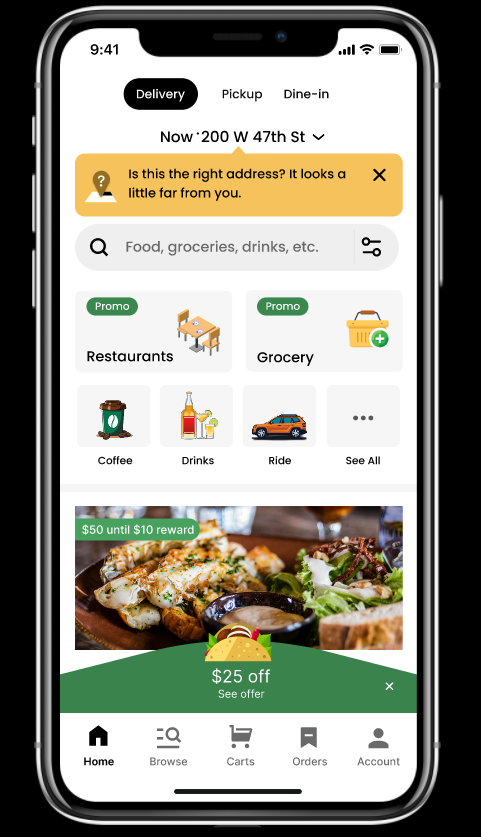 9:41
Delivery
Pickup
Dine-in
Now · 200 W 47th St
?
Is this the right address? It looks a
little far from you.
Food, groceries, drinks, etc.
Promo
Restaurants
Promo
Grocery
Coffee
Drinks
Ride
See All
$50 until $10 reward
$25 off
See offer
Home
Browse
Carts
Orders
Account